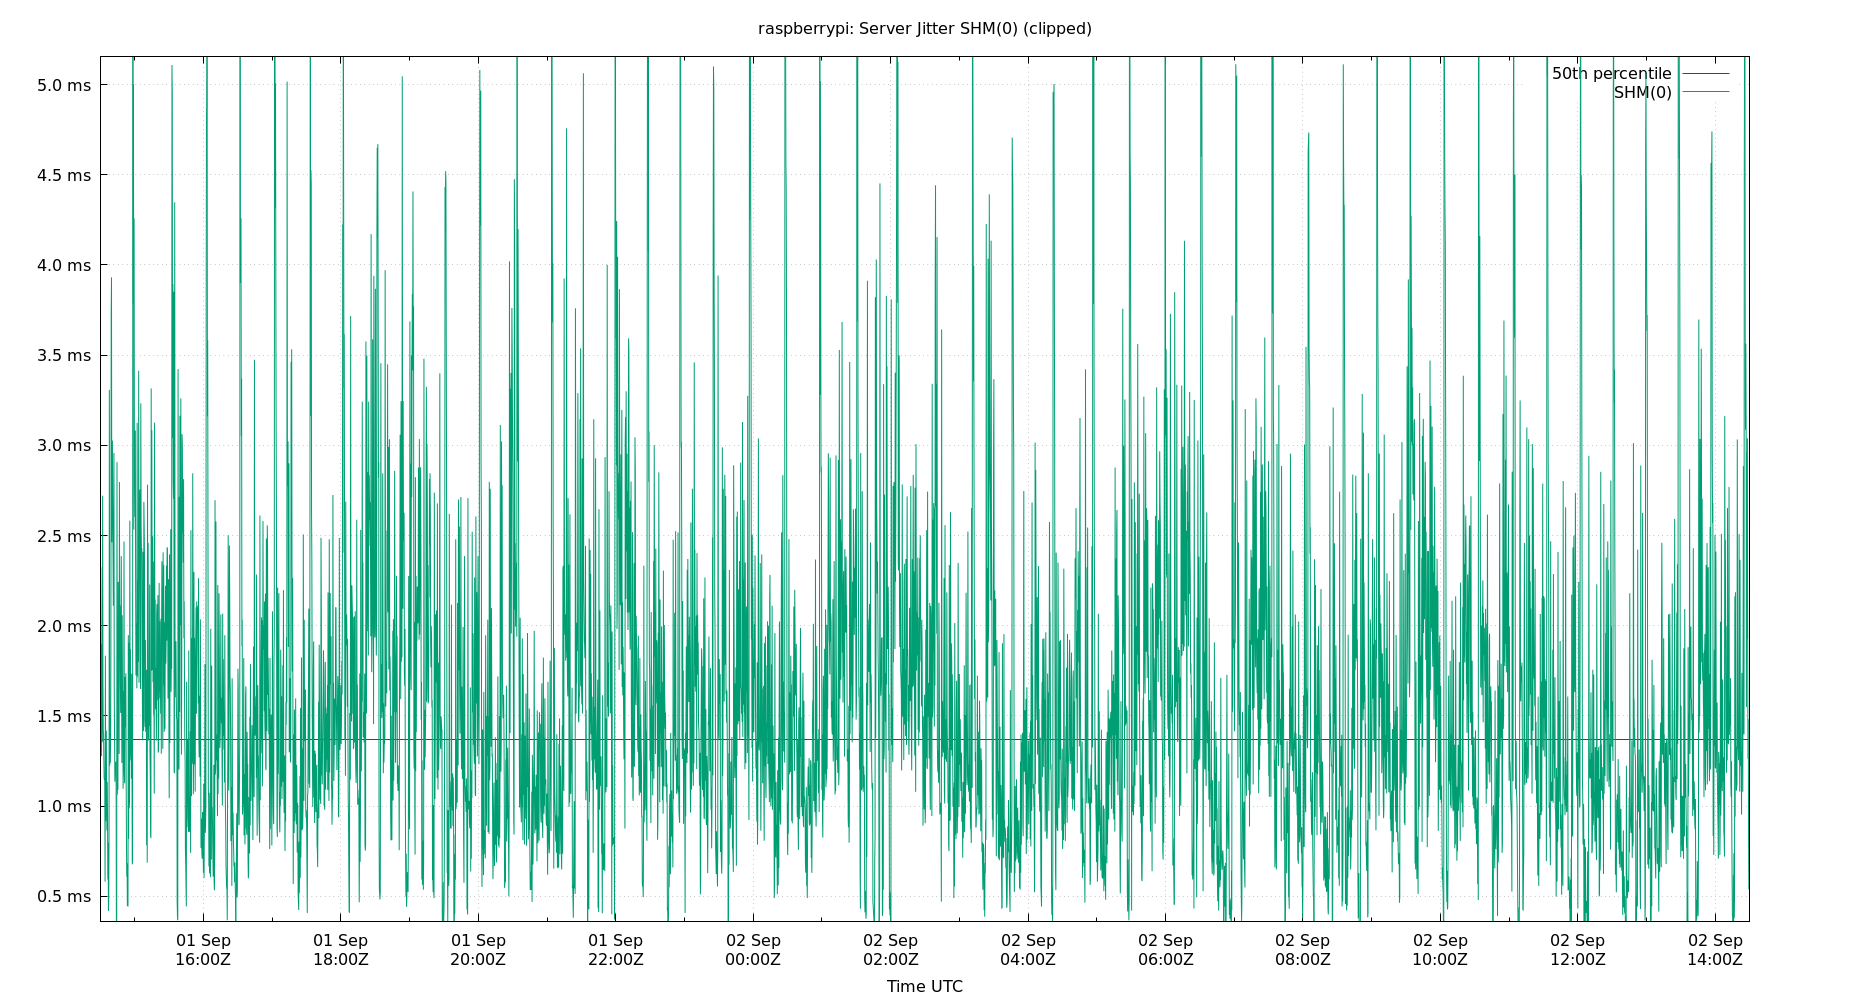 raspberrypi: Server Jitter SHM(0) (clipped)
50th percentile
SHM(0)
5.0 ms
4.5 ms
4.0 ms
3.5 ms
3.0 ms
2.5 ms
2.0 ms
1.5 ms
1.0 ms
0.5 ms
01 Sep 01 Sep 01 Sep 01 Sep 02 Sep 02 Sep 02 Sep 02 Sep 02 Sep 02 Sep 02 Sep 02 Sep
16:00Z 18:00Z 20:00Z 22:00Z 00:00Z 02:00Z 04:00Z 06:00Z 08:00Z 10:00Z 12:00Z 14:00Z
Time UTC